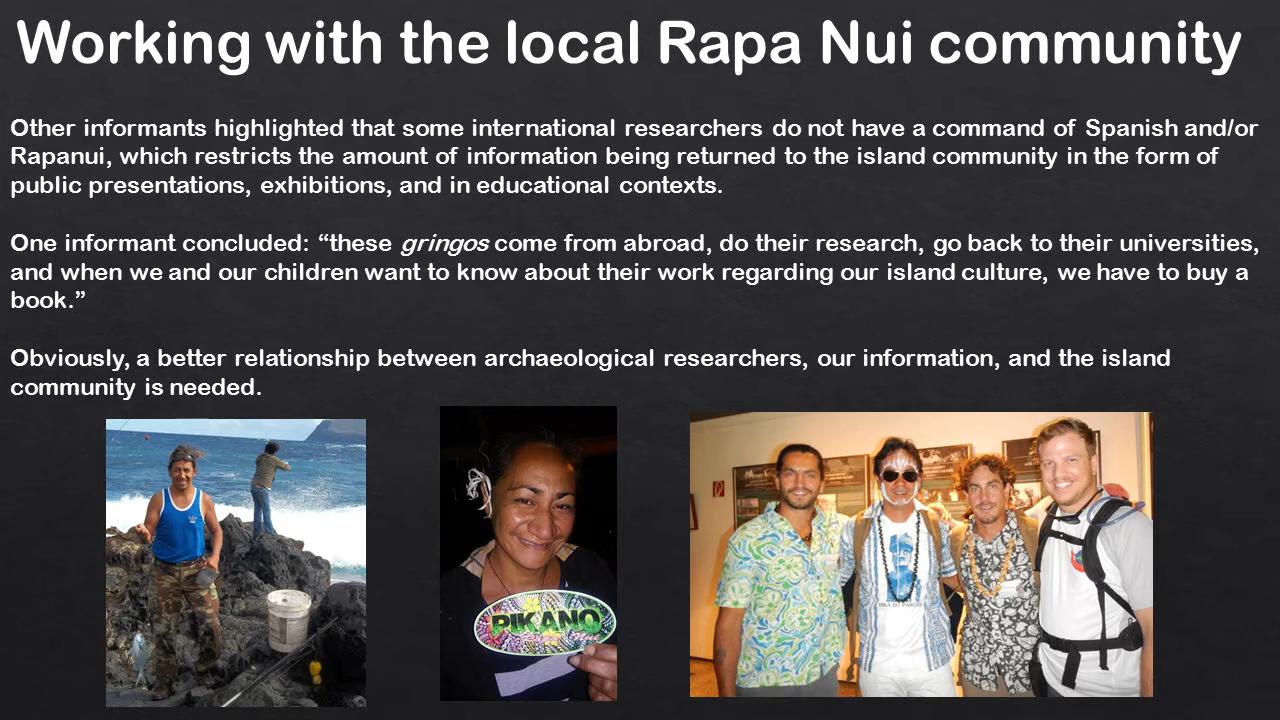 Working with the local Rapa Nui community
Other informants highlighted that some international researchers do not have a command of Spanish and/or
Rapanui, which restricts the amount of information being returned to the island community in the form of
public presentations, exhibitions, and in educational contexts.
One informant concluded: “these gringos come from abroad, do their research, go back to their universities,
and when we and our children want to know about their work regarding our island culture, we have to buy a
book.”
Obviously, a better relationship between archaeological researchers, our information, and the island
community is needed.
PIKANO